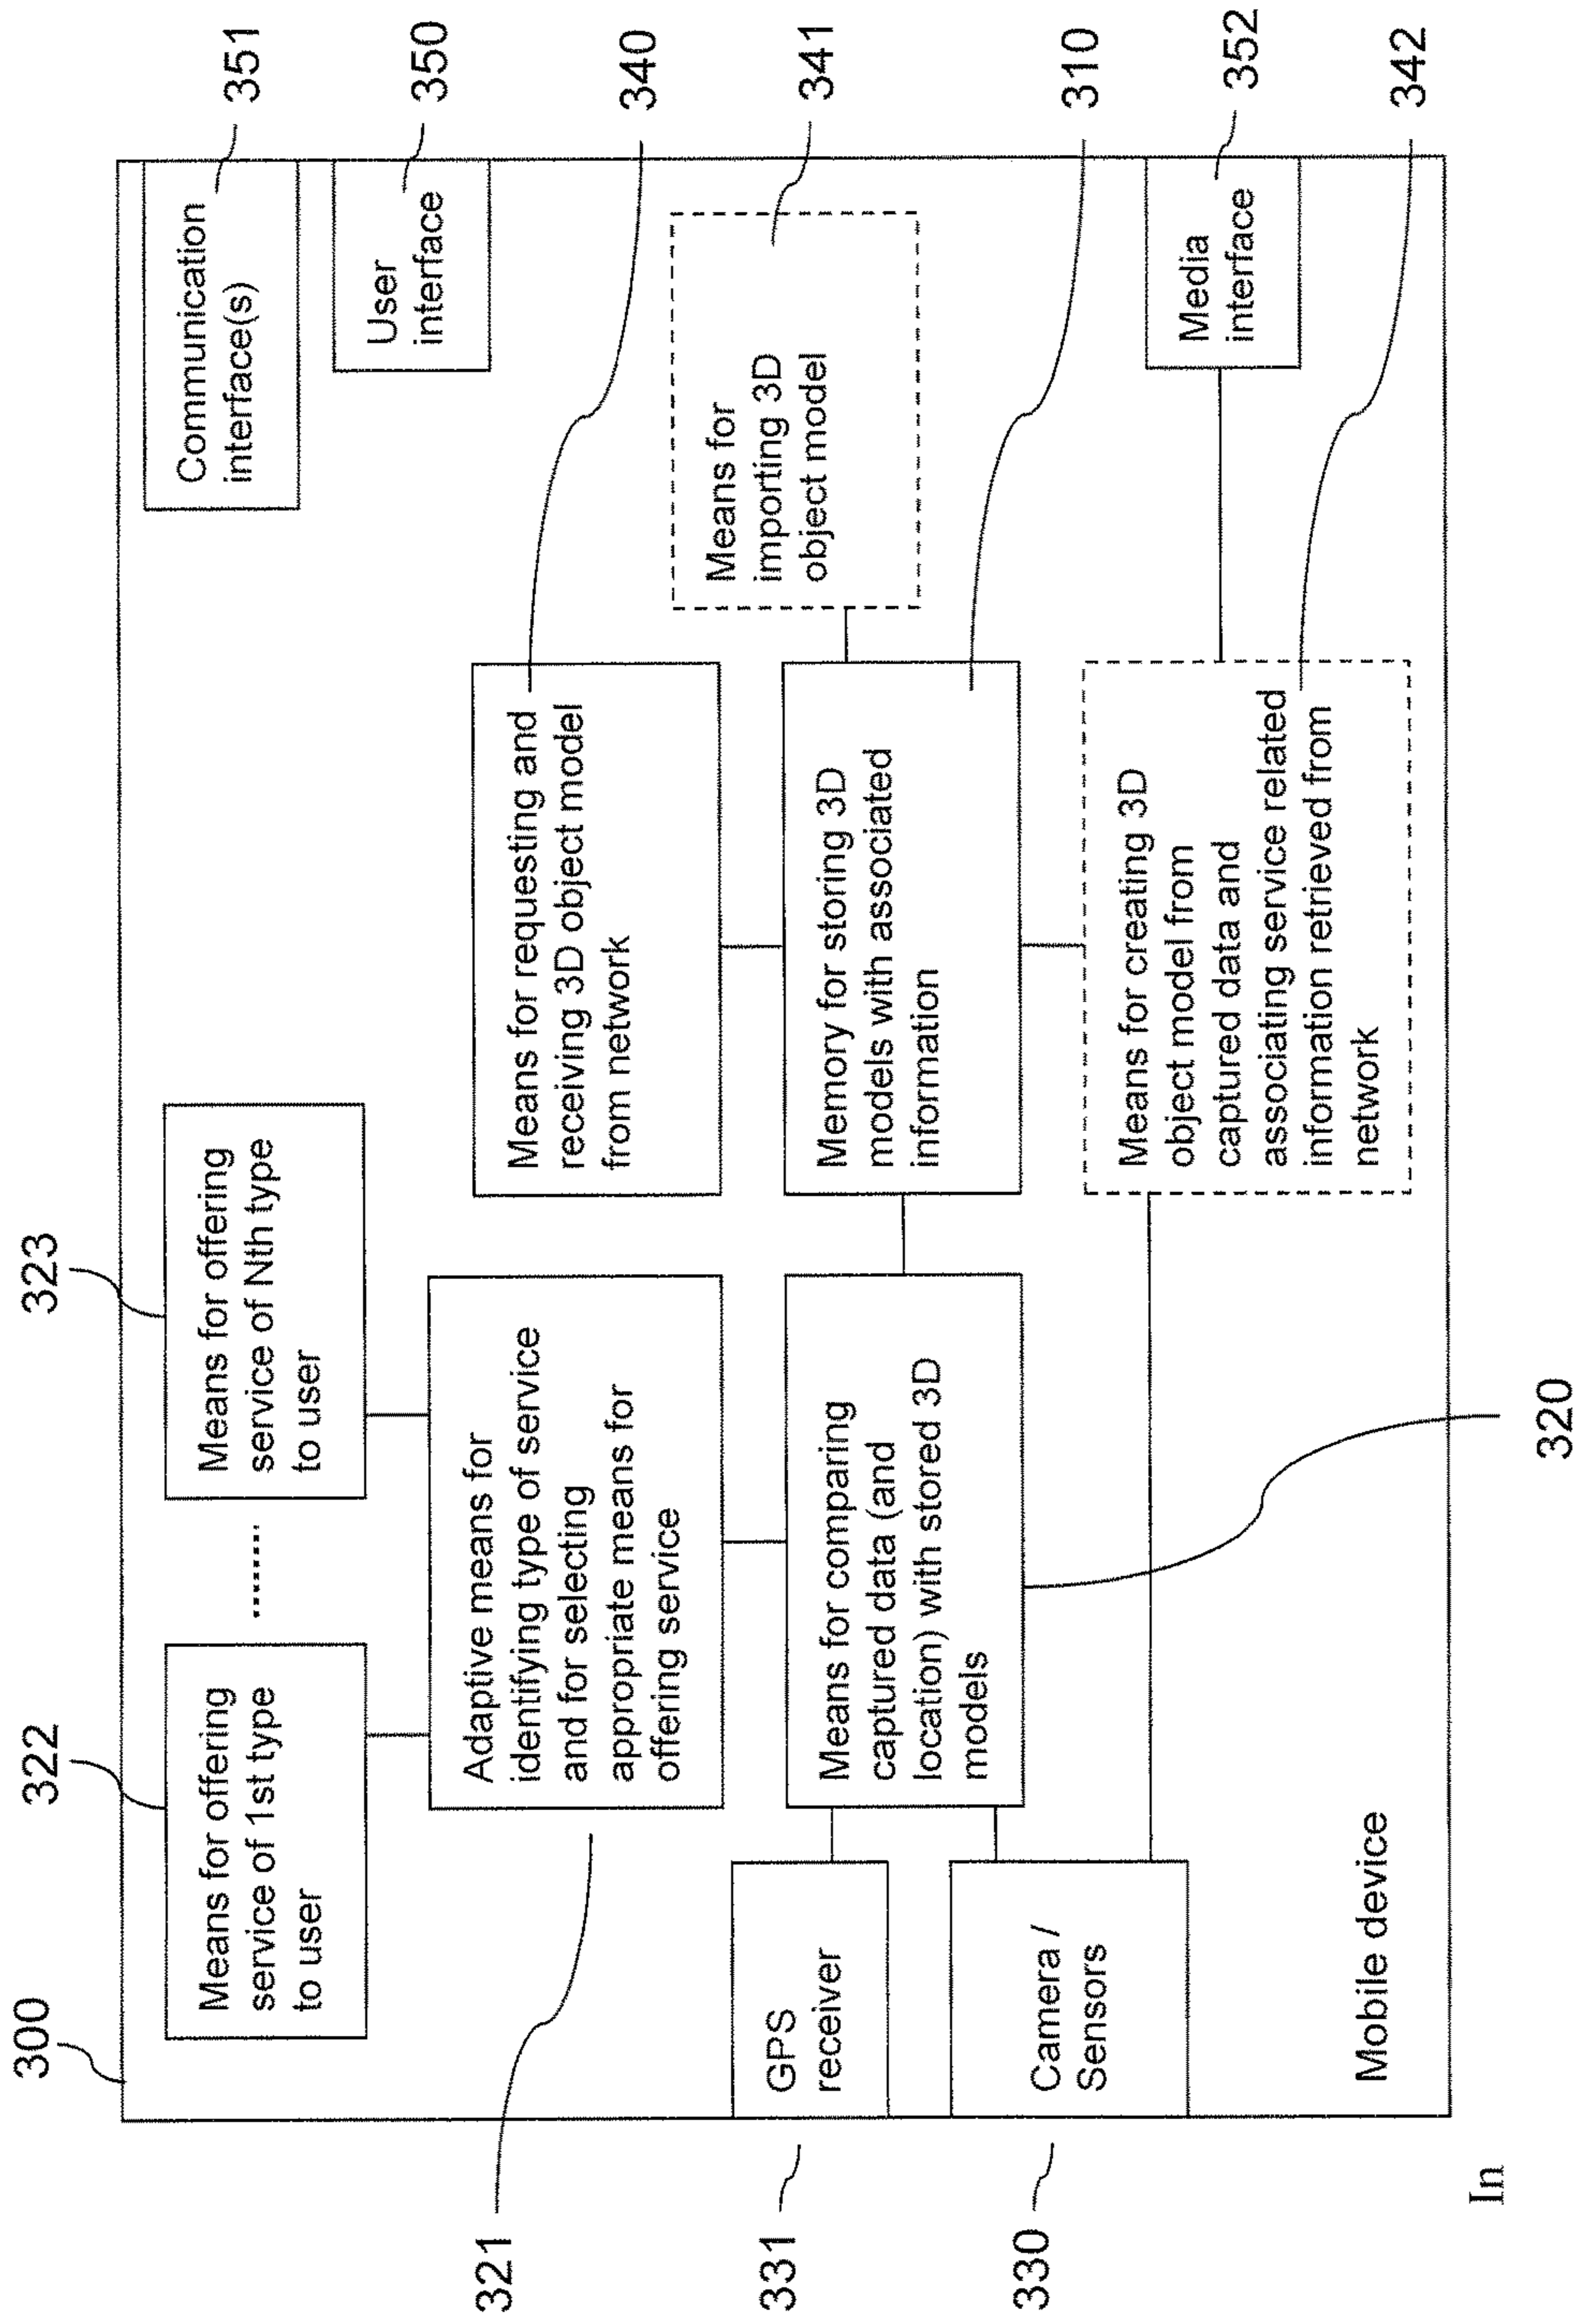 300
322
323
Means for offering
service of 1st type
to user
........
Means for offering
service of Nth type
to user
Communication
interface(s)
351
User
interface
350
321
Adaptive means for
identifying type of service
and for selecting
appropriate means for
offering service
Means for requesting and
receiving 3D object model
from network
340
Means for
importing 3D
object model
341
331
GPS
receiver
Means for comparing
captured data (and
location) with stored 3D
models
Memory for storing 3D
models with associated
information
310
330
Camera /
Sensors
Means for creating 3D
object model from
captured data and
associating service related
information retrieved from
network
Media
interface
352
342
Mobile device
320
In